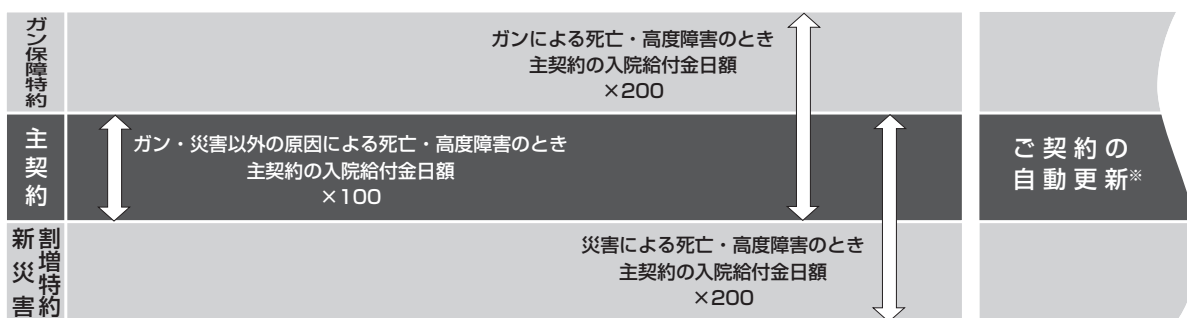 ガン保障特約
ガンによる死亡・高度障害のとき
主契約の入院給付金日額
×200
主契約
ガン・災害以外の原因による死亡・高度障害のとき
主契約の入院給付金日額
×100
ご契約の
自動更新※
新災害
割増特約
災害による死亡・高度障害のとき
主契約の入院給付金日額
×200